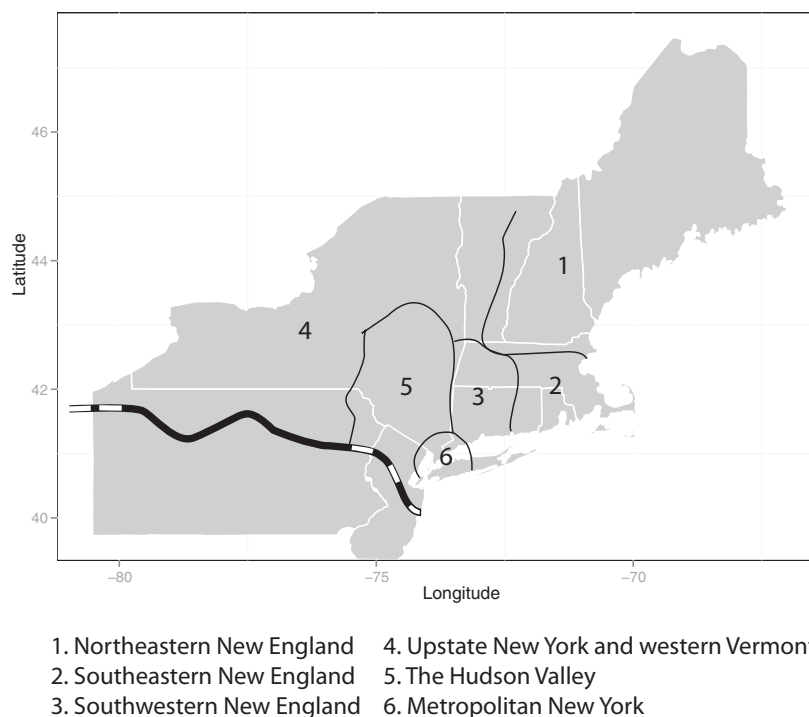 46
44
42
40
Latitude
1
4
2
5
3
6
−80
−75
−70
Longitude
1. Northeastern New England 4. Upstate New York and western Vermont
2. Southeastern New England 5. The Hudson Valley
3. Southwestern New England 6. Metropolitan New York